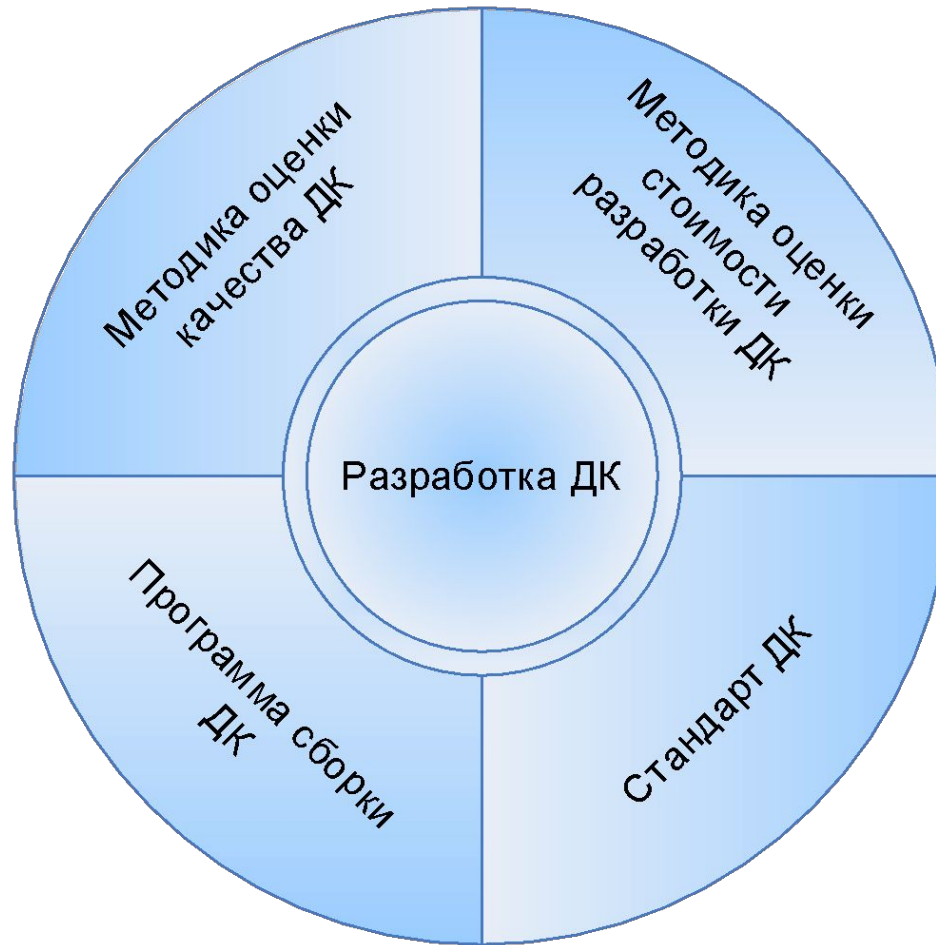 Методика оценки
качества ДК
Методика оценки
стоимости
разработки ДК
Разработка ДК
Программа сборки
ДК
Стандарт ДК